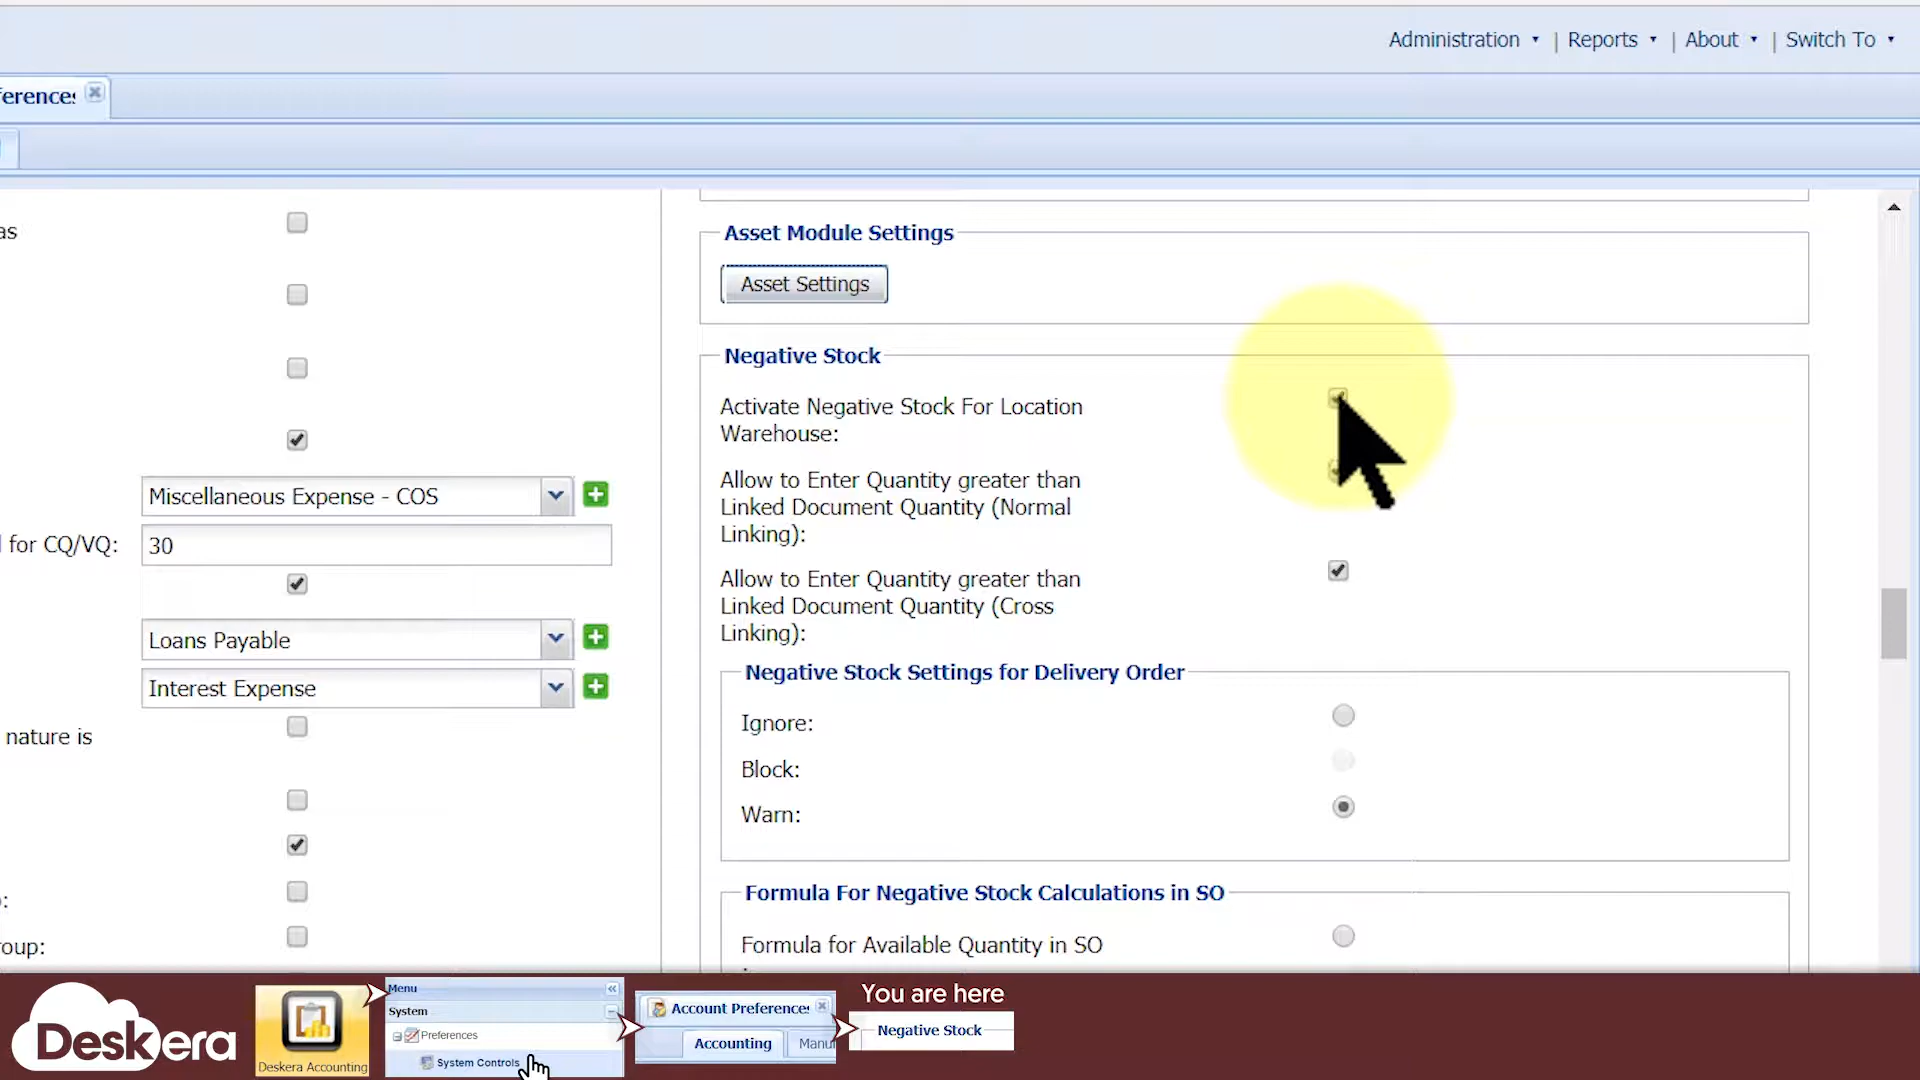 Administration
Reports
About
Switch To
ferences
as
Asset Module Settings
Asset Settings
Negative Stock
Activate Negative Stock For Location
Warehouse:
Allow to Enter Quantity greater than
Linked Document Quantity (Normal
Linking):
Allow to Enter Quantity greater than
Linked Document Quantity (Cross
Linking):
Miscellaneous Expense - COS
for CQ/VQ:
30
Loans Payable
Interest Expense
nature is
Negative Stock Settings for Delivery Order
Ignore:
Block:
Warn:
Formula For Negative Stock Calculations in SO
Formula for Available Quantity in SO
roup:
Deskera
Deskera Accounting
Menu
System
Preferences
System Controls
Account Preferences
Accounting
Manu
You are here
Negative Stock